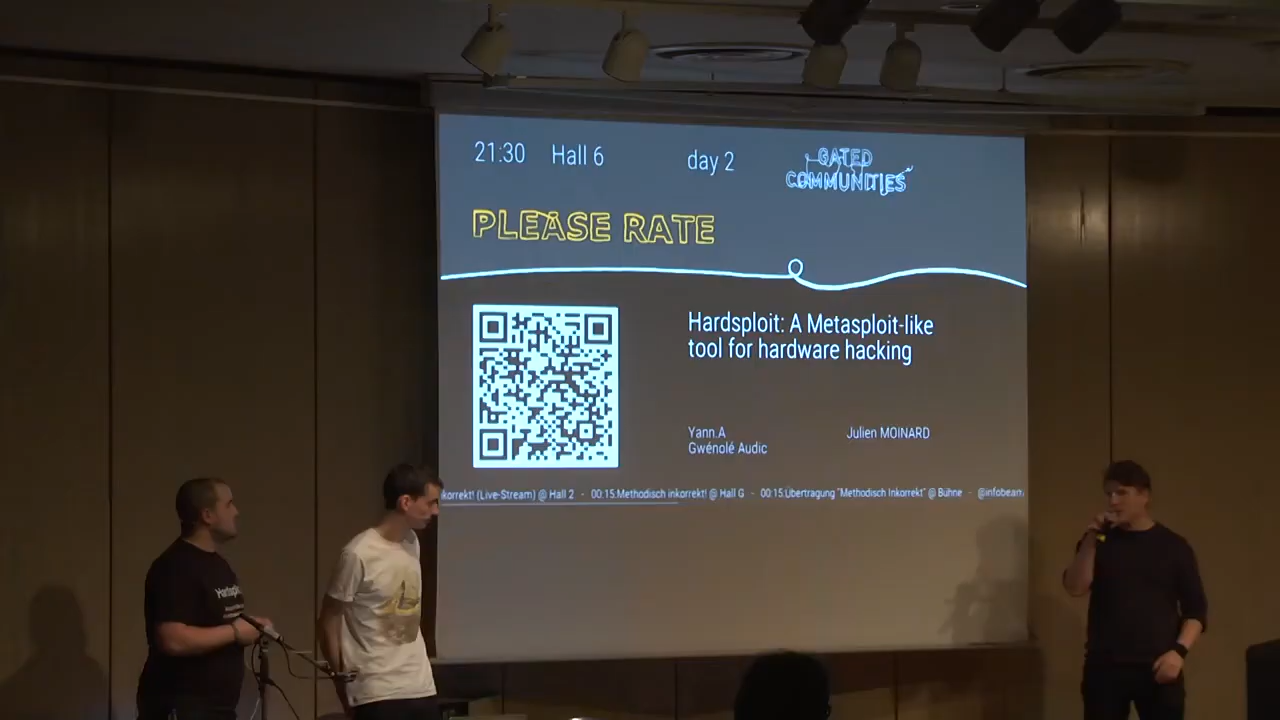 21:30 Hall 6 day 2
GATED
COMMUNITIES
PLEASE RATE
Hardsploit: A Metasploit-like
tool for hardware hacking
Yann.A Julien MOINARD
Gwénolé Audic
korrekt! (Live-Stream) @ Hall 2 - 00:15:Methodisch inkorrekt! @ Hall G - 00:15:Übertragung "Methodisch Inkorrekt" @ Bühne - @infobeam